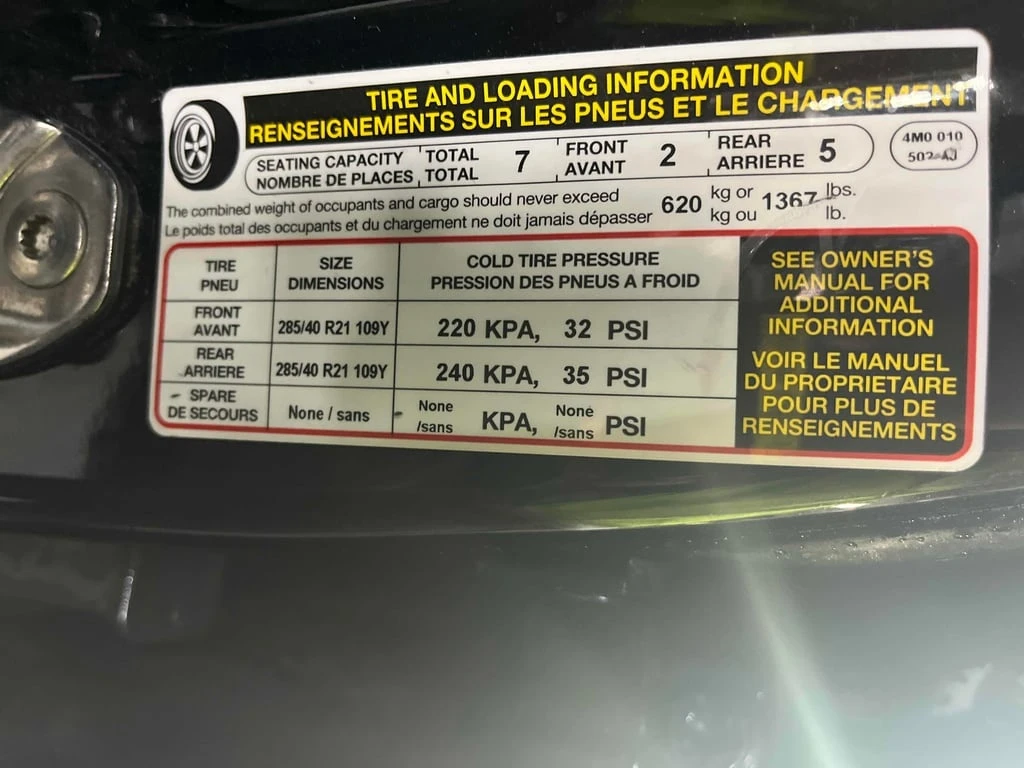 TIRE AND LOADING INFORMATION
RENSEIGNEMENTS SUR LES PNEUS ET LE CHARGEMENT
SEATING CAPACITY TOTAL 7 FRONT 2 REAR 5
NOMBRE DE PLACES TOTAL AVANT ARRIERE
4M0 010
502 AJ
The combined weight of occupants and cargo should never exceed 620 kg or 1367 lbs.
Le poids total des occupants et du chargement ne doit jamais dépasser kg ou lb.
TIRE SIZE COLD TIRE PRESSURE
PNEU DIMENSIONS PRESSION DES PNEUS A FROID
FRONT
AVANT 285/40 R21 109Y 220 KPA, 32 PSI
REAR
ARRIERE 285/40 R21 109Y 240 KPA, 35 PSI
SPARE
DE SECOURS None / sans None /sans KPA, None /sans PSI
SEE OWNER'S
MANUAL FOR
ADDITIONAL
INFORMATION
VOIR LE MANUEL
DU PROPRIETAIRE
POUR PLUS DE
RENSEIGNEMENTS